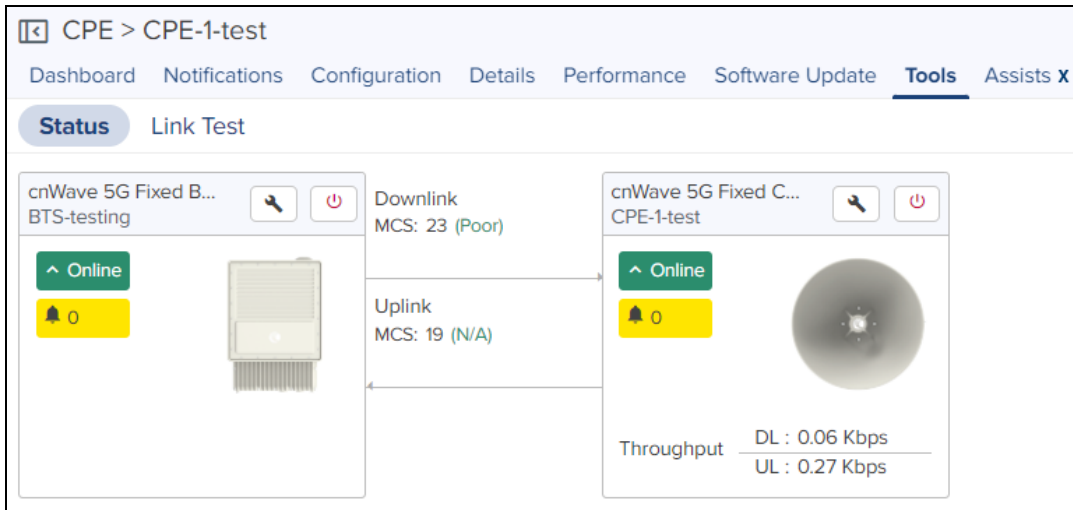 CPE > CPE-1-test
Dashboard Notifications Configuration Details Performance Software Update Tools Assists X
Status Link Test
cnWave 5G Fixed B...
BTS-testing
Online
0
Downlink
MCS: 23 (Poor)
Uplink
MCS: 19 (N/A)
cnWave 5G Fixed C...
CPE-1-test
Online
0
Throughput
DL : 0.06 Kbps
UL : 0.27 Kbps